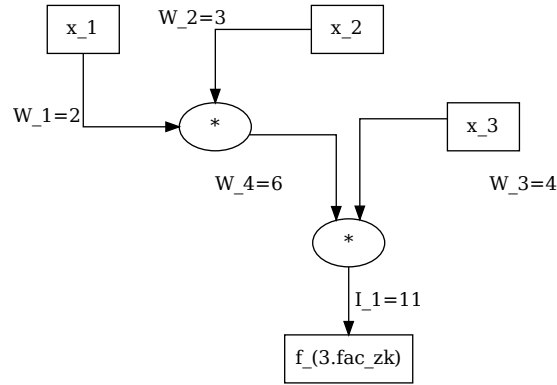 x_1
W_2=3
x_2
W_1=2
*
x_3
W_4=6
W_3=4
*
I_1=11
f_(3.fac_zk)